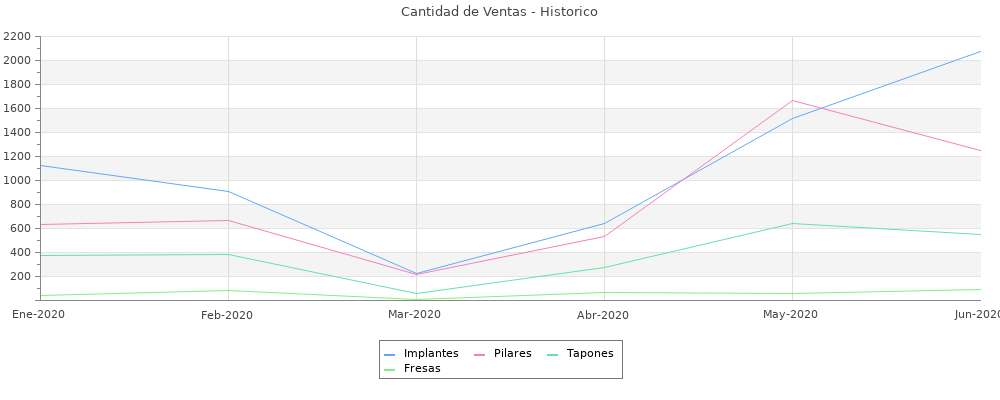 Cantidad de Ventas - Historico
2200
2000
1800
1600
1400
1200
1000
800
600
400
200
Ene-2020 Feb-2020 Mar-2020 Abr-2020 May-2020 Jun-2020
Implantes Pilares Tapones
Fresas